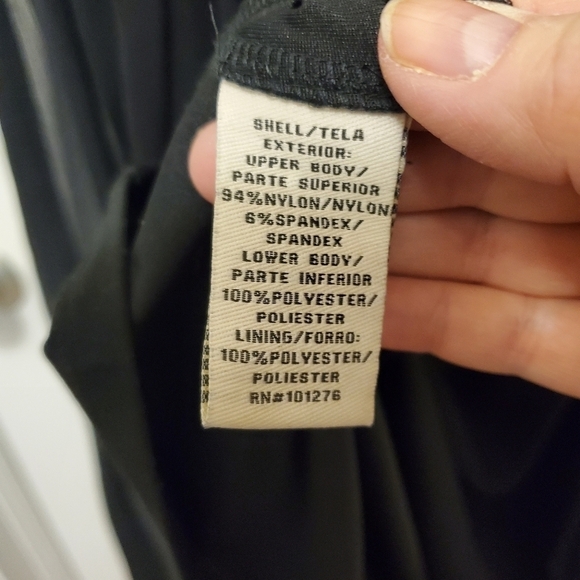 SHELL/TELA
EXTERIOR:
UPPER BODY/
PARTE SUPERIOR
94%NYLON/NYLON
6%SPANDEX/
SPANDEX
LOWER BODY/
PARTE INFERIOR
100%POLYESTER/
POLIESTER
LINING/FORRO:
100%POLYESTER/
POLIESTER
RN#101276